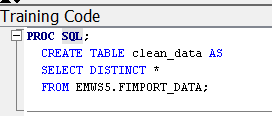 Training Code
PROC SQL;
CREATE TABLE clean_data AS
SELECT DISTINCT *
FROM EMWS5.FIMPORT_DATA;